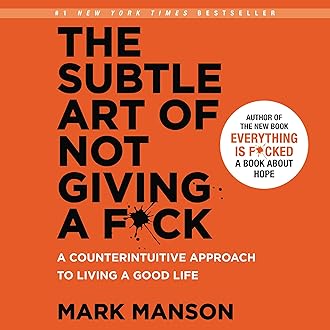 #1 NEW YORK TIMES BESTSELLER
THE
SUBTLE
ART OF
NOT
GIVING
A F*CK
AUTHOR OF
THE NEW BOOK
EVERYTHING
IS F*CKED
A BOOK ABOUT
HOPE
A COUNTERINTUITIVE APPROACH
TO LIVING A GOOD LIFE
MARK MANSON